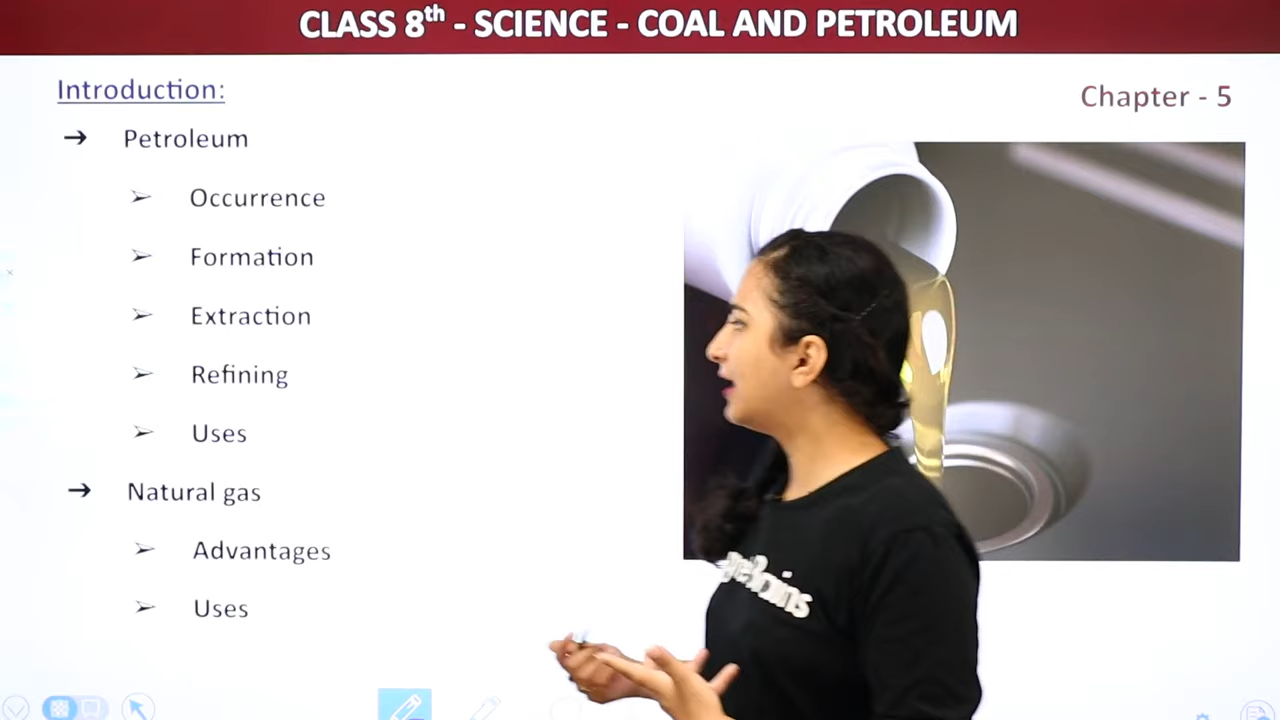 CLASS 8th - SCIENCE - COAL AND PETROLEUM
Introduction:
Chapter - 5
→ Petroleum
➢ Occurrence
➢ Formation
➢ Extraction
➢ Refining
➢ Uses
→ Natural gas
➢ Advantages
➢ Uses